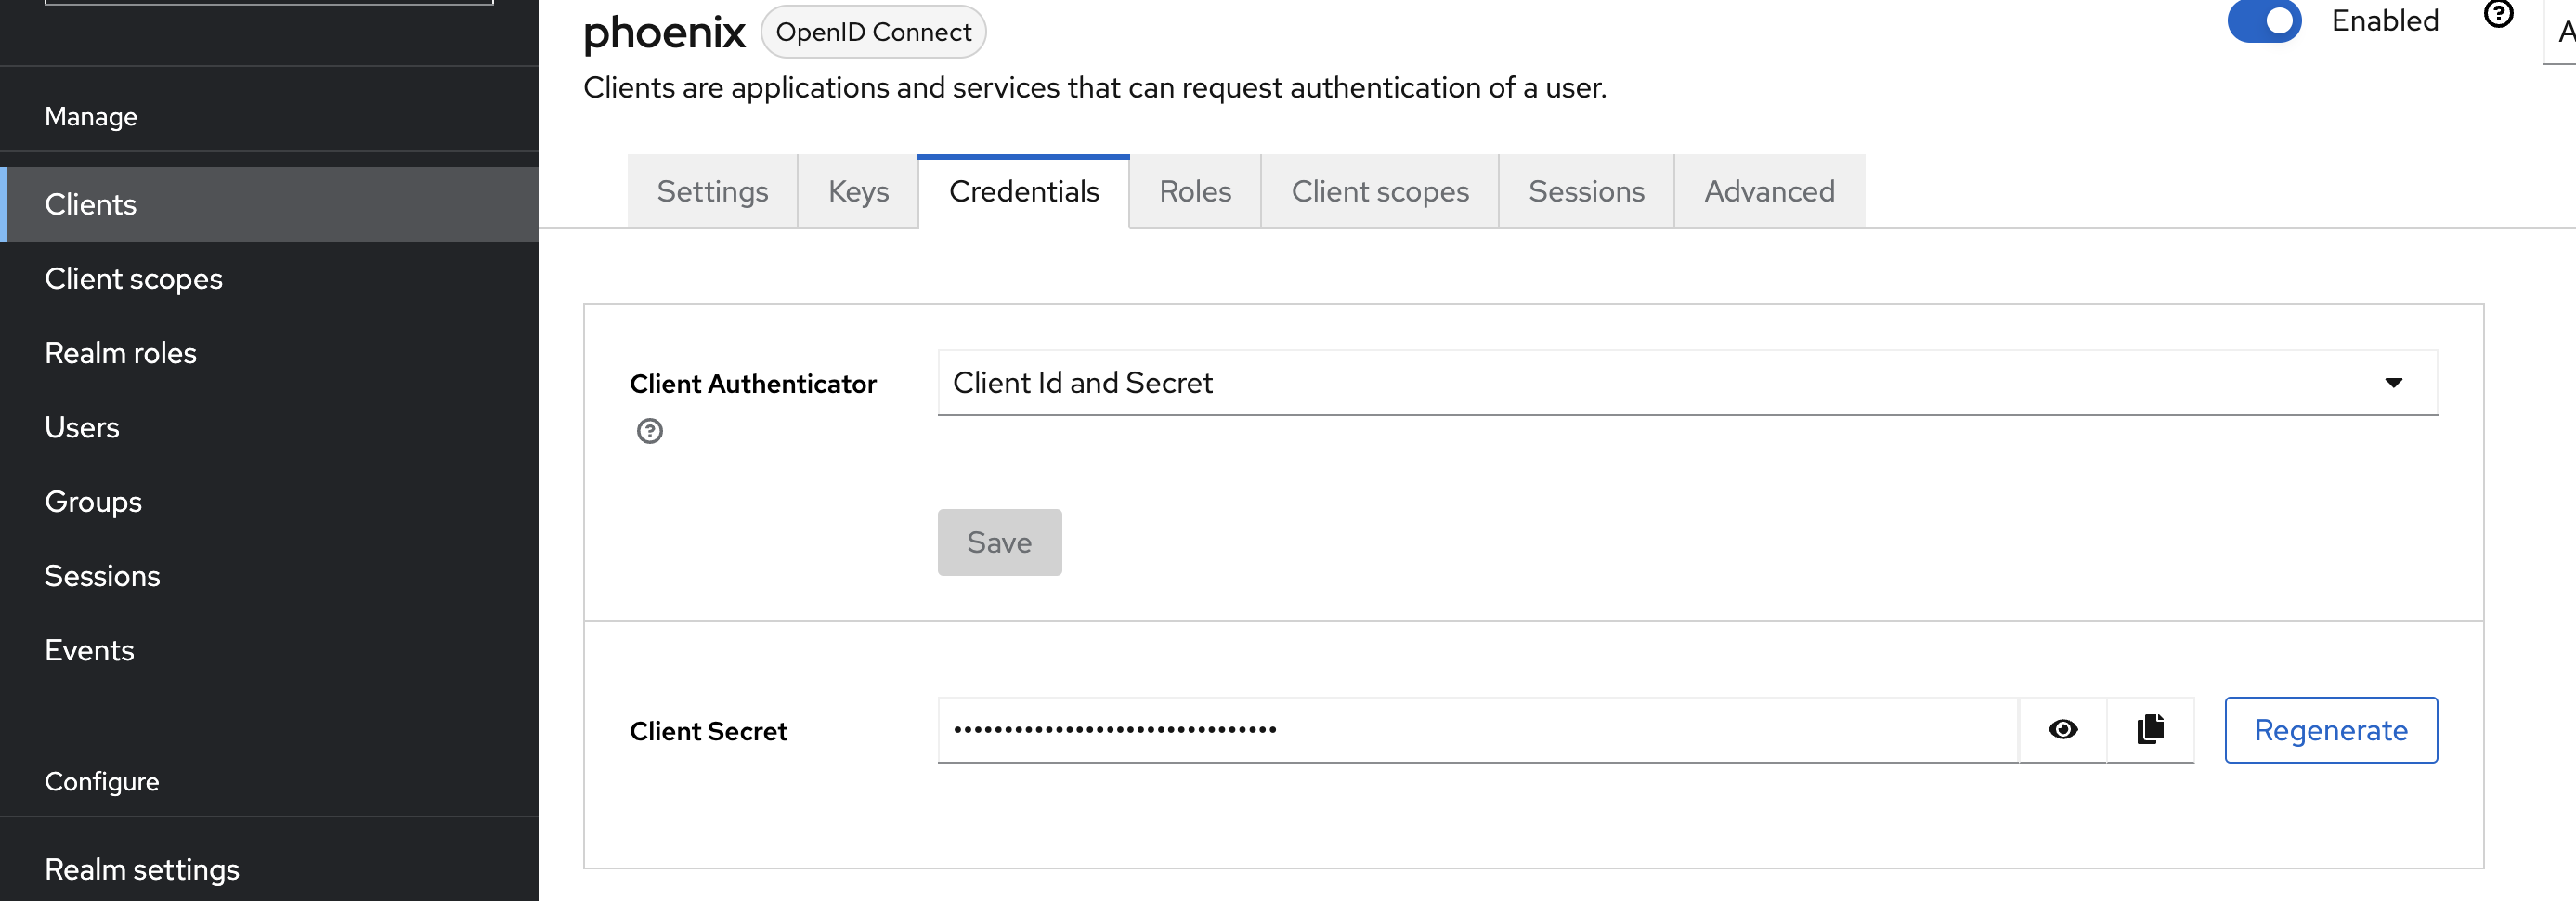 Manage
Clients
Client scopes
Realm roles
Users
Groups
Sessions
Events
Configure
Realm settings
phoenix OpenID Connect
Enabled
Clients are applications and services that can request authentication of a user.
Settings Keys Credentials Roles Client scopes Sessions Advanced
Client Authenticator
Client Id and Secret
Save
Client Secret
••••••••••••••••••••••••••••••••
Regenerate